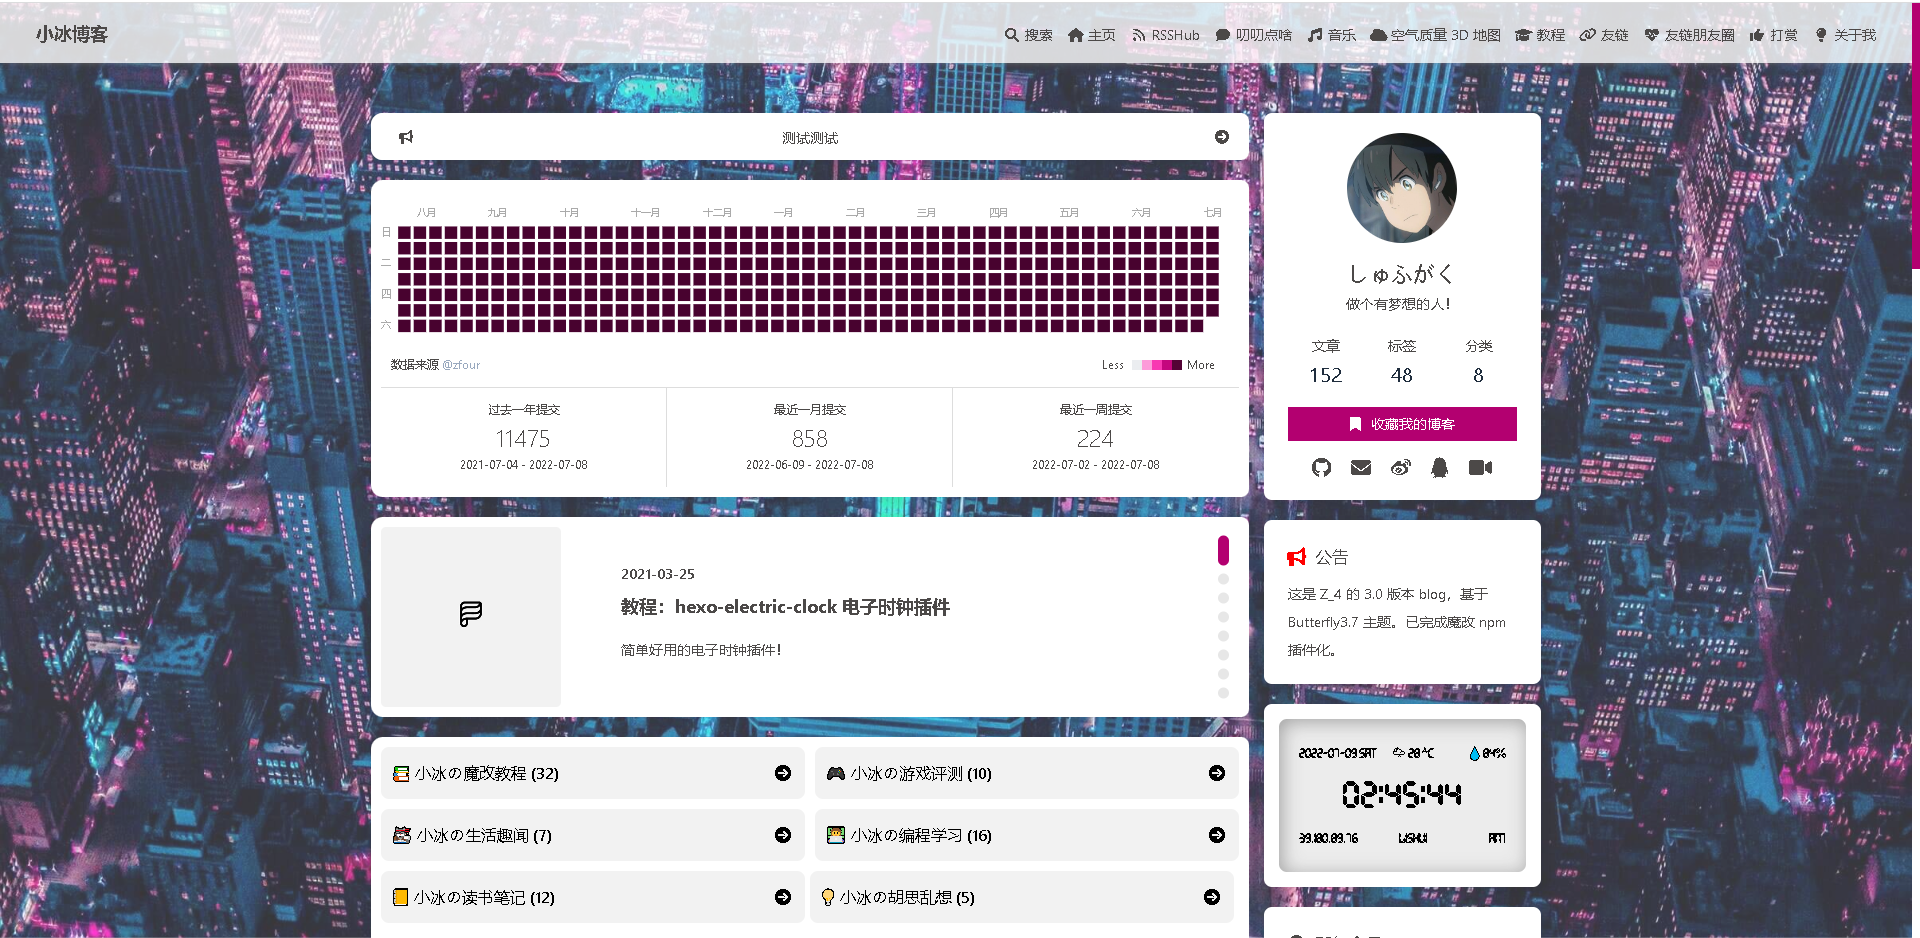 小冰博客
搜索 主页 RSSHub 叨叨点啥 音乐 空气质量 3D 地图 教程 友链 友链朋友圈 打赏 关于我
测试测试
八月 九月 十月 十一月 十二月 一月 二月 三月 四月 五月 六月 七月
日
二
四
六
数据来源 @zfour
Less More
过去一年提交
11475
2021-07-04 - 2022-07-08
最近一月提交
858
2022-06-09 - 2022-07-08
最近一周提交
224
2022-07-02 - 2022-07-08
2021-03-25
教程：hexo-electric-clock 电子时钟插件
简单好用的电子时钟插件！
小冰の魔改教程 (32)
小冰の游戏评测 (10)
小冰の生活趣闻 (7)
小冰の编程学习 (16)
小冰の读书笔记 (12)
小冰の胡思乱想 (5)
しゅふがく
做个有梦想的人！
文章 标签 分类
152 48 8
收藏我的博客
公告
这是 Z_4 的 3.0 版本 blog，基于
Butterfly3.7 主题。已完成魔改 npm
插件化。
2022-07-09 SAT 28°C 84%
02:45:44
39.180.89.76 LISHUI AM